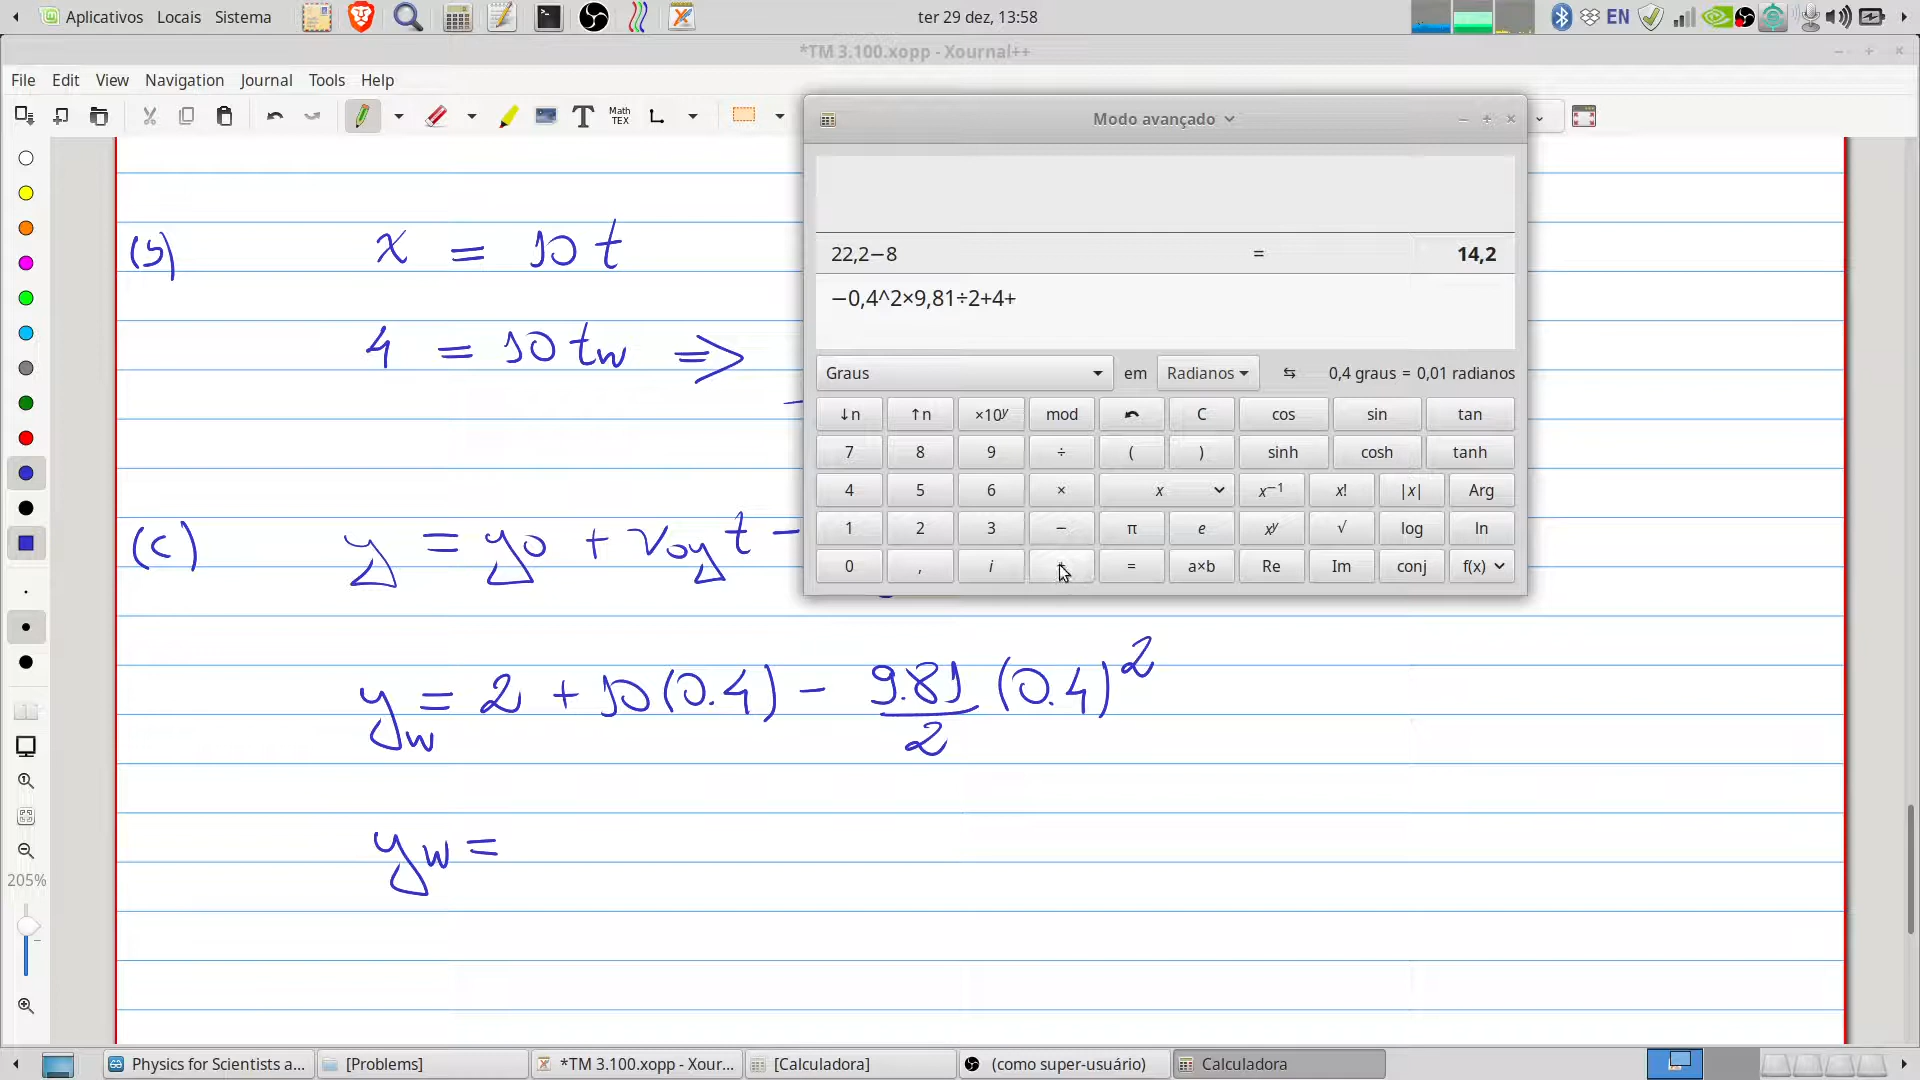 Aplicativos Locais Sistema
ter 29 dez, 13:58
EN
*TM 3.100.xopp - Xournal++
File Edit View Navigation Journal Tools Help
Math
TEX
T
Modo avançado
22,2−8 = 14,2
−0,4^2×9,81÷2+4+
Graus em Radianos 0,4 graus = 0,01 radianos
↓n ↑n ×10ʸ mod C cos sin tan
7 8 9 ÷ ( ) sinh cosh tanh
4 5 6 × x x⁻¹ x! |x| Arg
1 2 3 − π e xʸ √ log ln
0 , i + = a×b Re Im conj f(x)
(b) x = 10 t
4 = 10 tw =>
(c) y = y0 + v0y t −
yw = 2 + 10(0.4) − 9.81/2 (0.4)²
yw =
205%
Physics for Scientists a... [Problems] *TM 3.100.xopp - Xour... [Calculadora] (como super-usuário) Calculadora